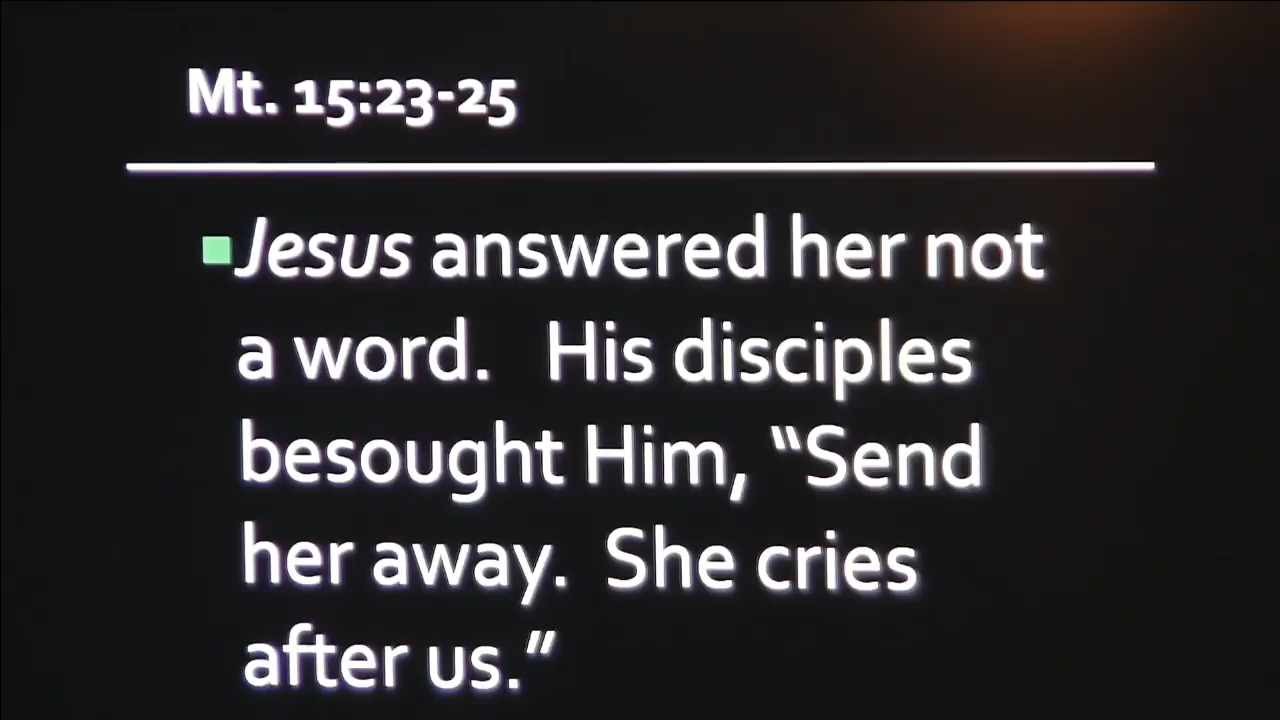 Mt. 15:23-25
Jesus answered her not
a word. His disciples
besought Him, “Send
her away. She cries
after us.”